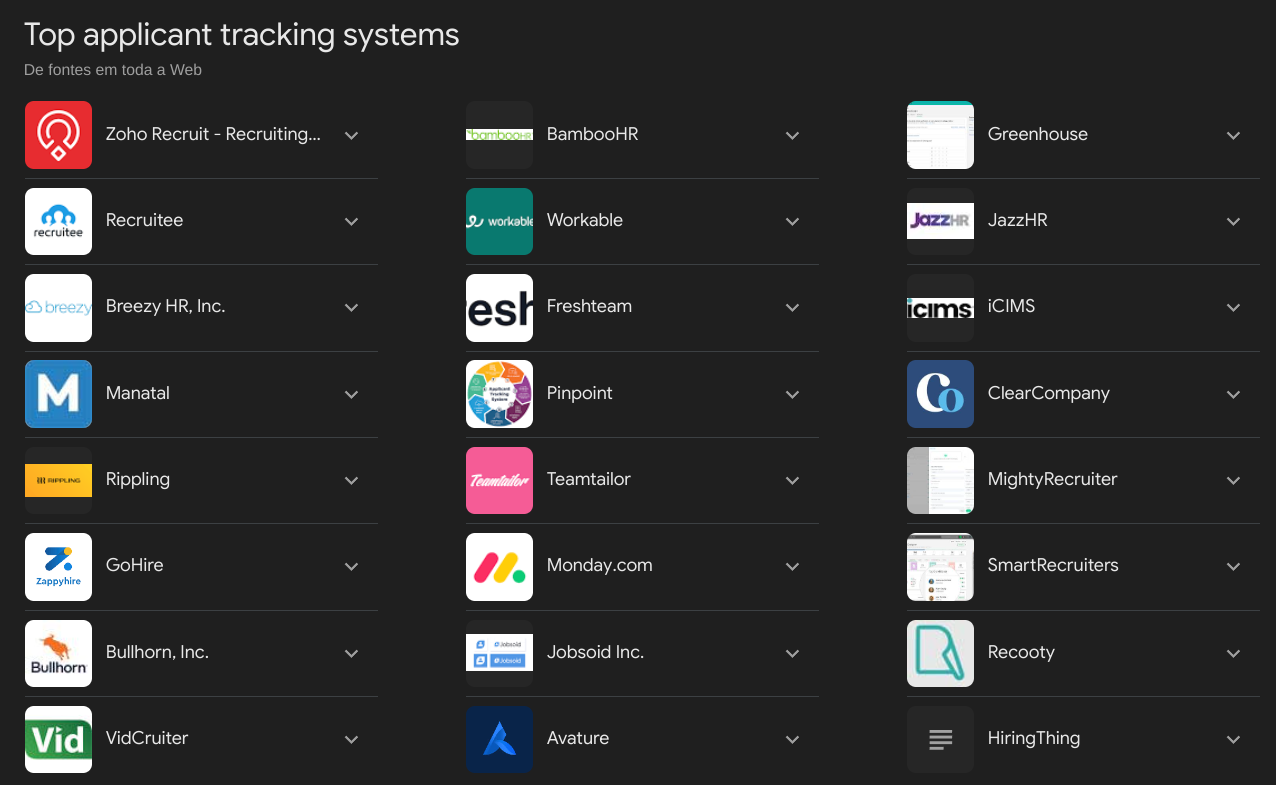 Top applicant tracking systems
De fontes em toda a Web
Zoho Recruit - Recruiting...
bambooHR
BambooHR
Greenhouse
recruitee
Recruitee
workable
Workable
JazzHR
JazzHR
breezy
Breezy HR, Inc.
esh
Freshteam
icims
iCIMS
M
Manatal
Applicant
Tracking
System
Pinpoint
Co
ClearCompany
RIPPLING
Rippling
Teamtailor
Teamtailor
MightyRecruiter
Zappyhire
GoHire
Monday.com
SmartRecruiters
Bullhorn
Bullhorn, Inc.
Jobsoid
Jobsoid
Jobsoid Inc.
Recooty
Vid
VidCruiter
Avature
HiringThing